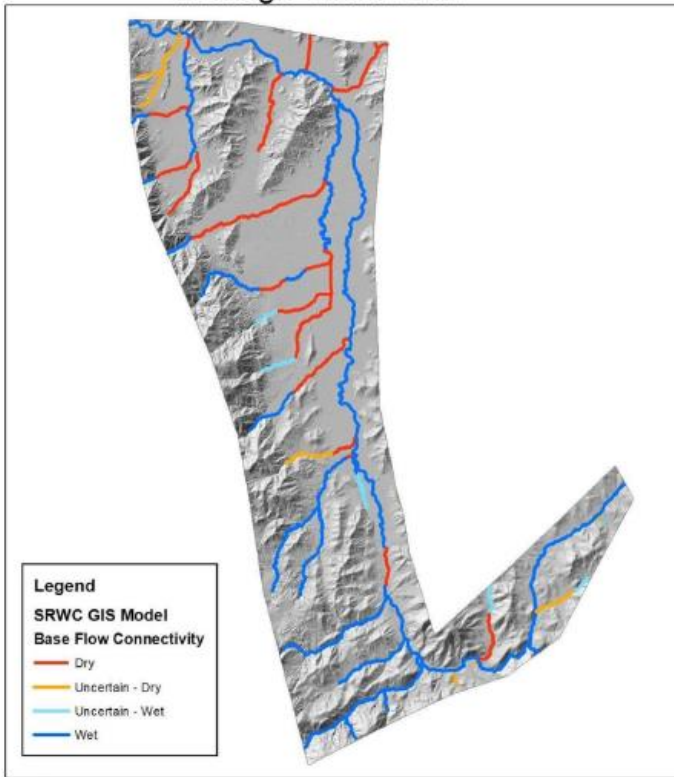 Legend
SRWC GIS Model
Base Flow Connectivity
Dry
Uncertain - Dry
Uncertain - Wet
Wet